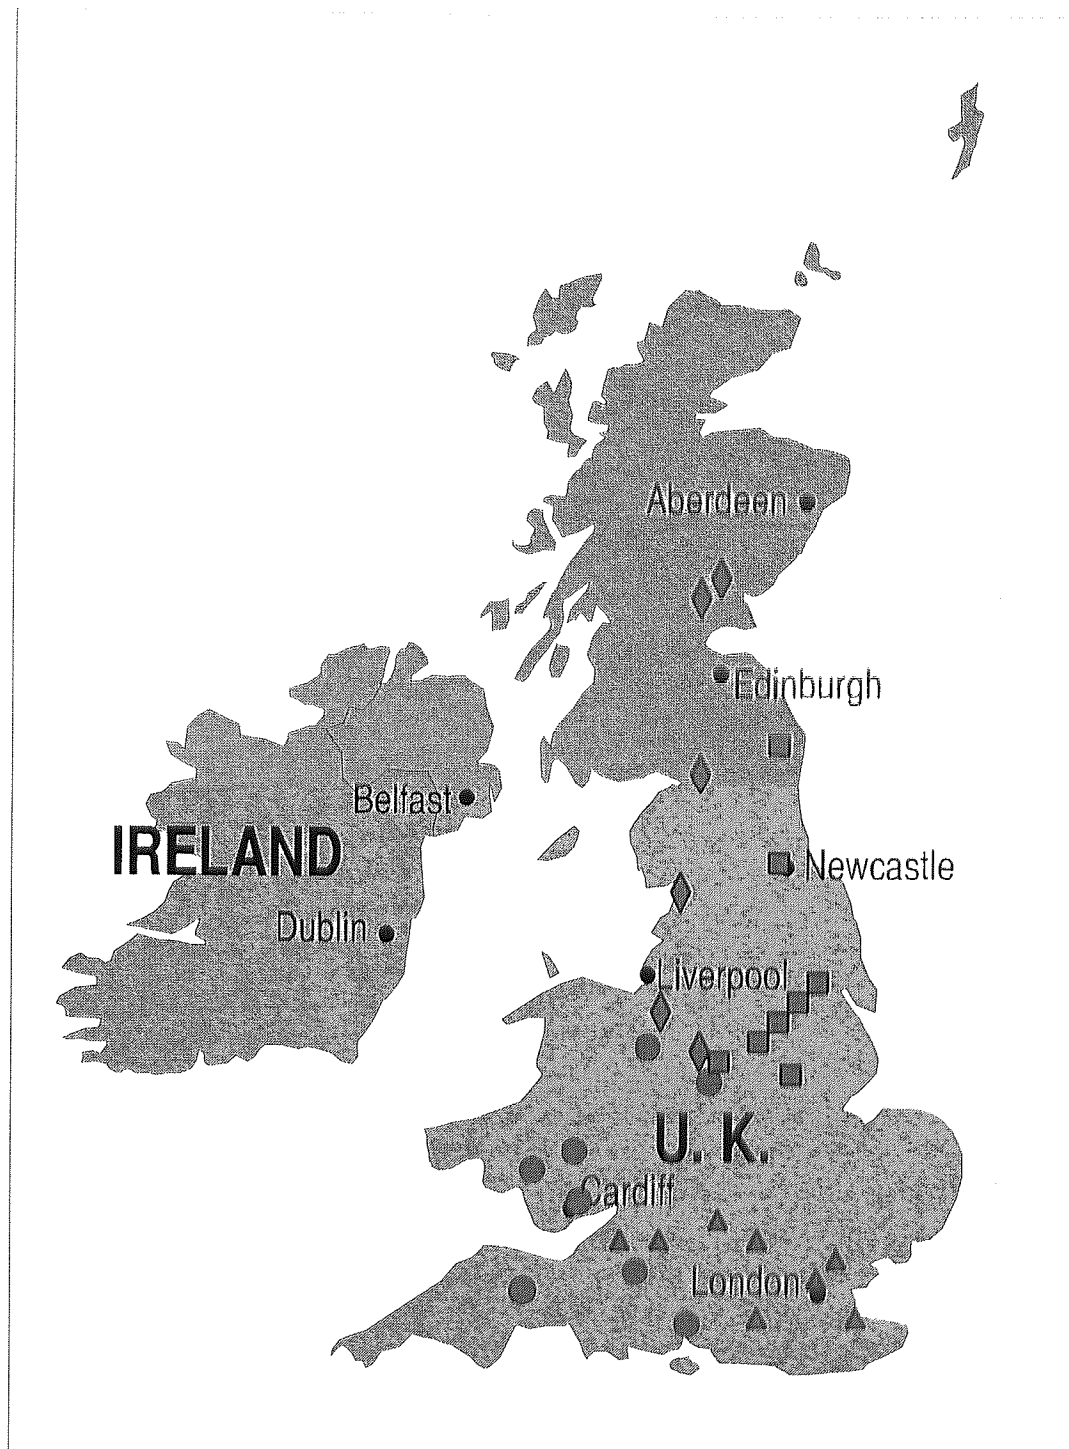 Aberdeen
Edinburgh
Belfast
IRELAND
Newcastle
Dublin
Liverpool
U. K.
Cardiff
London